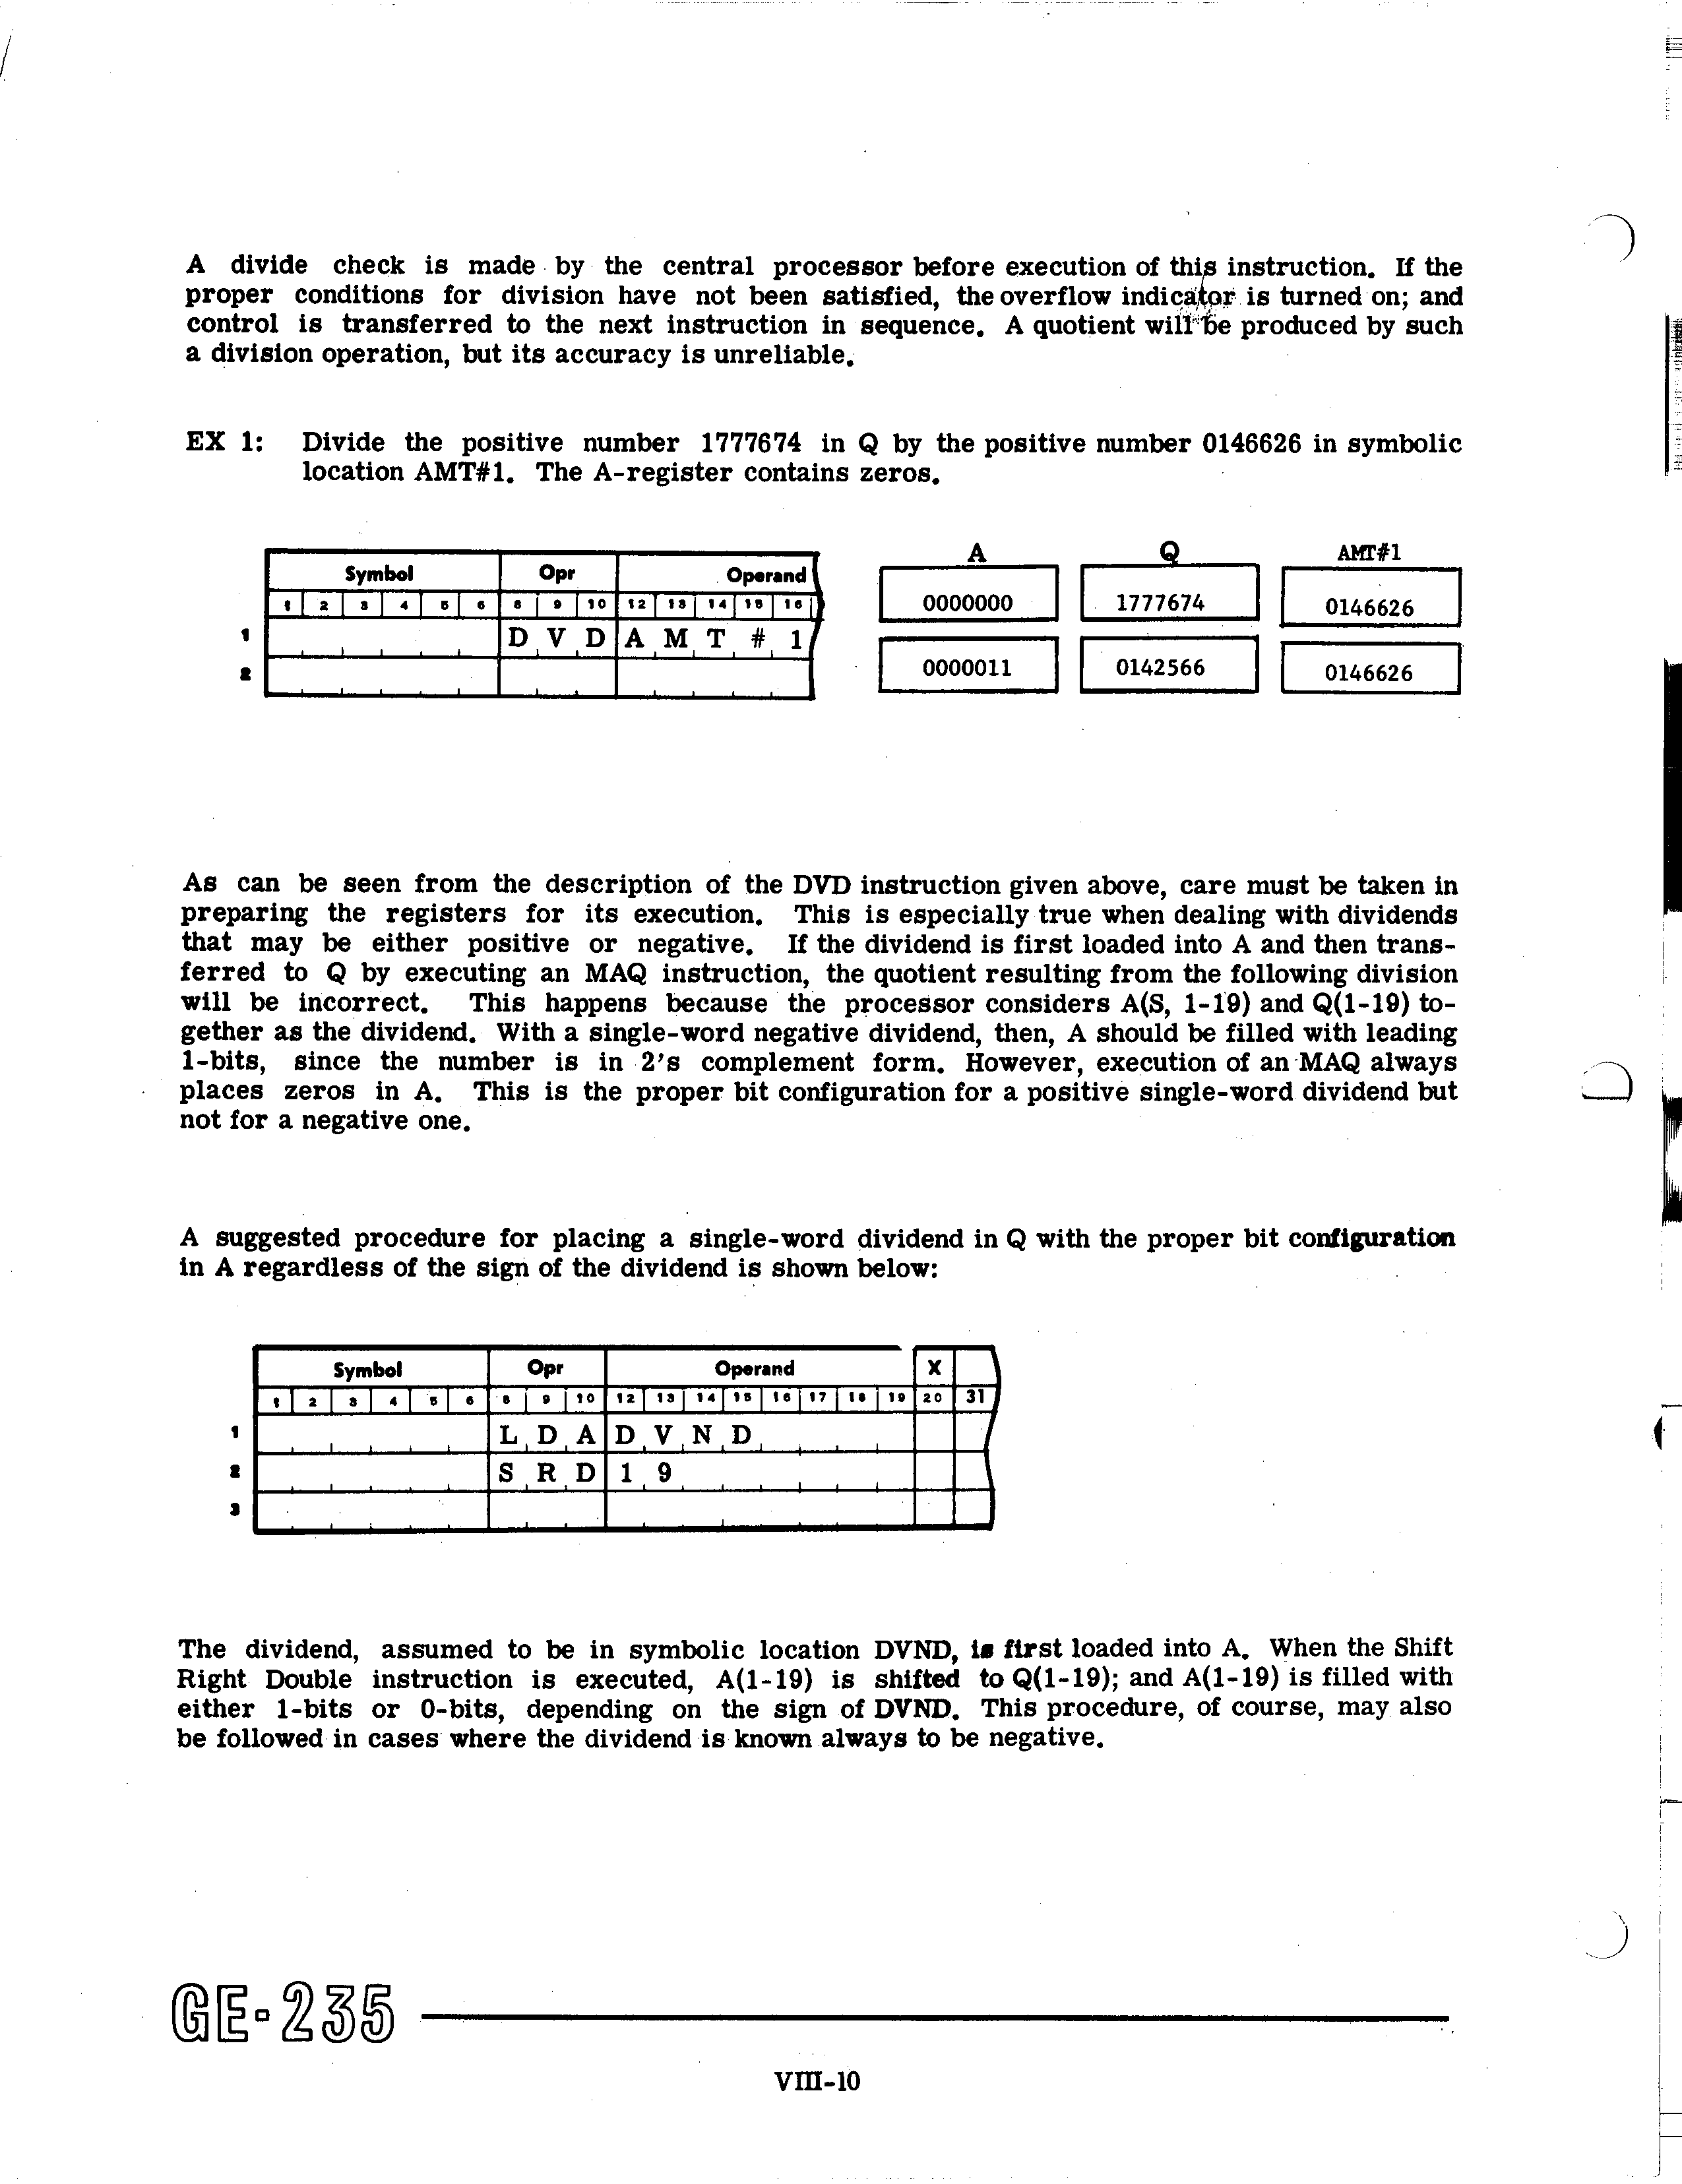 A divide check is made by the central processor before execution of this instruction. If the
proper conditions for division have not been satisfied, the overflow indicator is turned on; and
control is transferred to the next instruction in sequence. A quotient will be produced by such
a division operation, but its accuracy is unreliable.
EX 1: Divide the positive number 1777674 in Q by the positive number 0146626 in symbolic
location AMT#1. The A-register contains zeros.
A Q AMT#1
Symbol Opr Operand
1 2 3 4 5 6 8 9 10 12 13 14 15 16
0000000 1777674 0146626
1 D V D A M T # 1
2
0000011 0142566 0146626
As can be seen from the description of the DVD instruction given above, care must be taken in
preparing the registers for its execution. This is especially true when dealing with dividends
that may be either positive or negative. If the dividend is first loaded into A and then trans-
ferred to Q by executing an MAQ instruction, the quotient resulting from the following division
will be incorrect. This happens because the processor considers A(S, 1-19) and Q(1-19) to-
gether as the dividend. With a single-word negative dividend, then, A should be filled with leading
1-bits, since the number is in 2's complement form. However, execution of an MAQ always
places zeros in A. This is the proper bit configuration for a positive single-word dividend but
not for a negative one.
A suggested procedure for placing a single-word dividend in Q with the proper bit configuration
in A regardless of the sign of the dividend is shown below:
Symbol Opr Operand X
1 2 3 4 5 6 8 9 10 12 13 14 15 16 17 18 19 20 31
1 L D A D V N D
2 S R D 1 9
3
The dividend, assumed to be in symbolic location DVND, is first loaded into A. When the Shift
Right Double instruction is executed, A(1-19) is shifted to Q(1-19); and A(1-19) is filled with
either 1-bits or 0-bits, depending on the sign of DVND. This procedure, of course, may also
be followed in cases where the dividend is known always to be negative.
GE-235
VIII-10